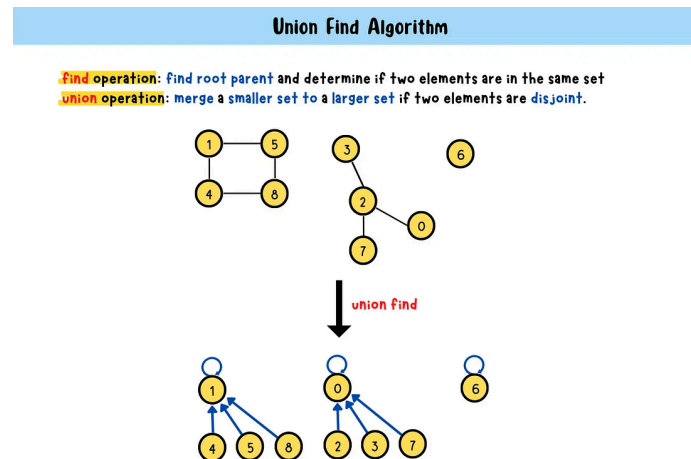 Union Find Algorithm
find operation: find root parent and determine if two elements are in the same set
union operation: merge a smaller set to a larger set if two elements are disjoint.
1 5 3 6
4 8 2
0
7
union find
1 0 6
4 5 8 2 3 7